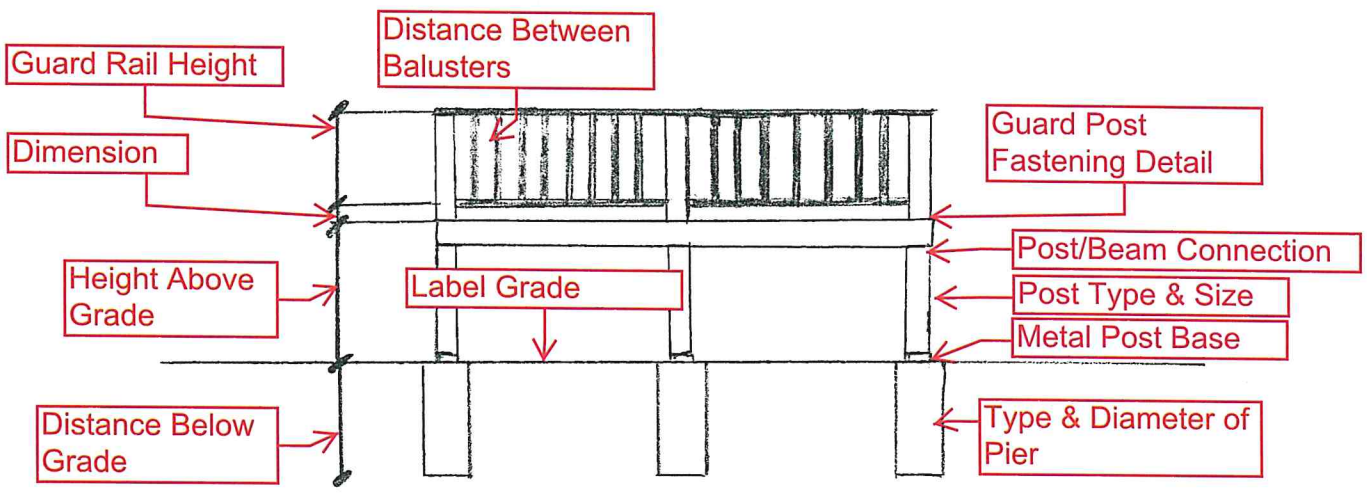 Distance Between
Balusters
Guard Rail Height
Dimension
Guard Post
Fastening Detail
Post/Beam Connection
Height Above
Grade
Label Grade
Post Type & Size
Metal Post Base
Distance Below
Grade
Type & Diameter of
Pier